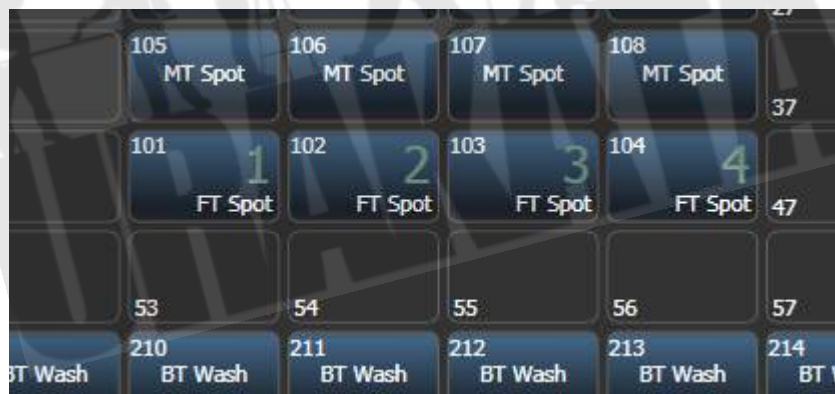 105 106 107 108
MT Spot MT Spot MT Spot MT Spot
37
101 1 102 2 103 3 104 4
FT Spot FT Spot FT Spot FT Spot 47
53 54 55 56 57
210 211 212 213 214
BT Wash BT Wash BT Wash BT Wash BT Wash BT